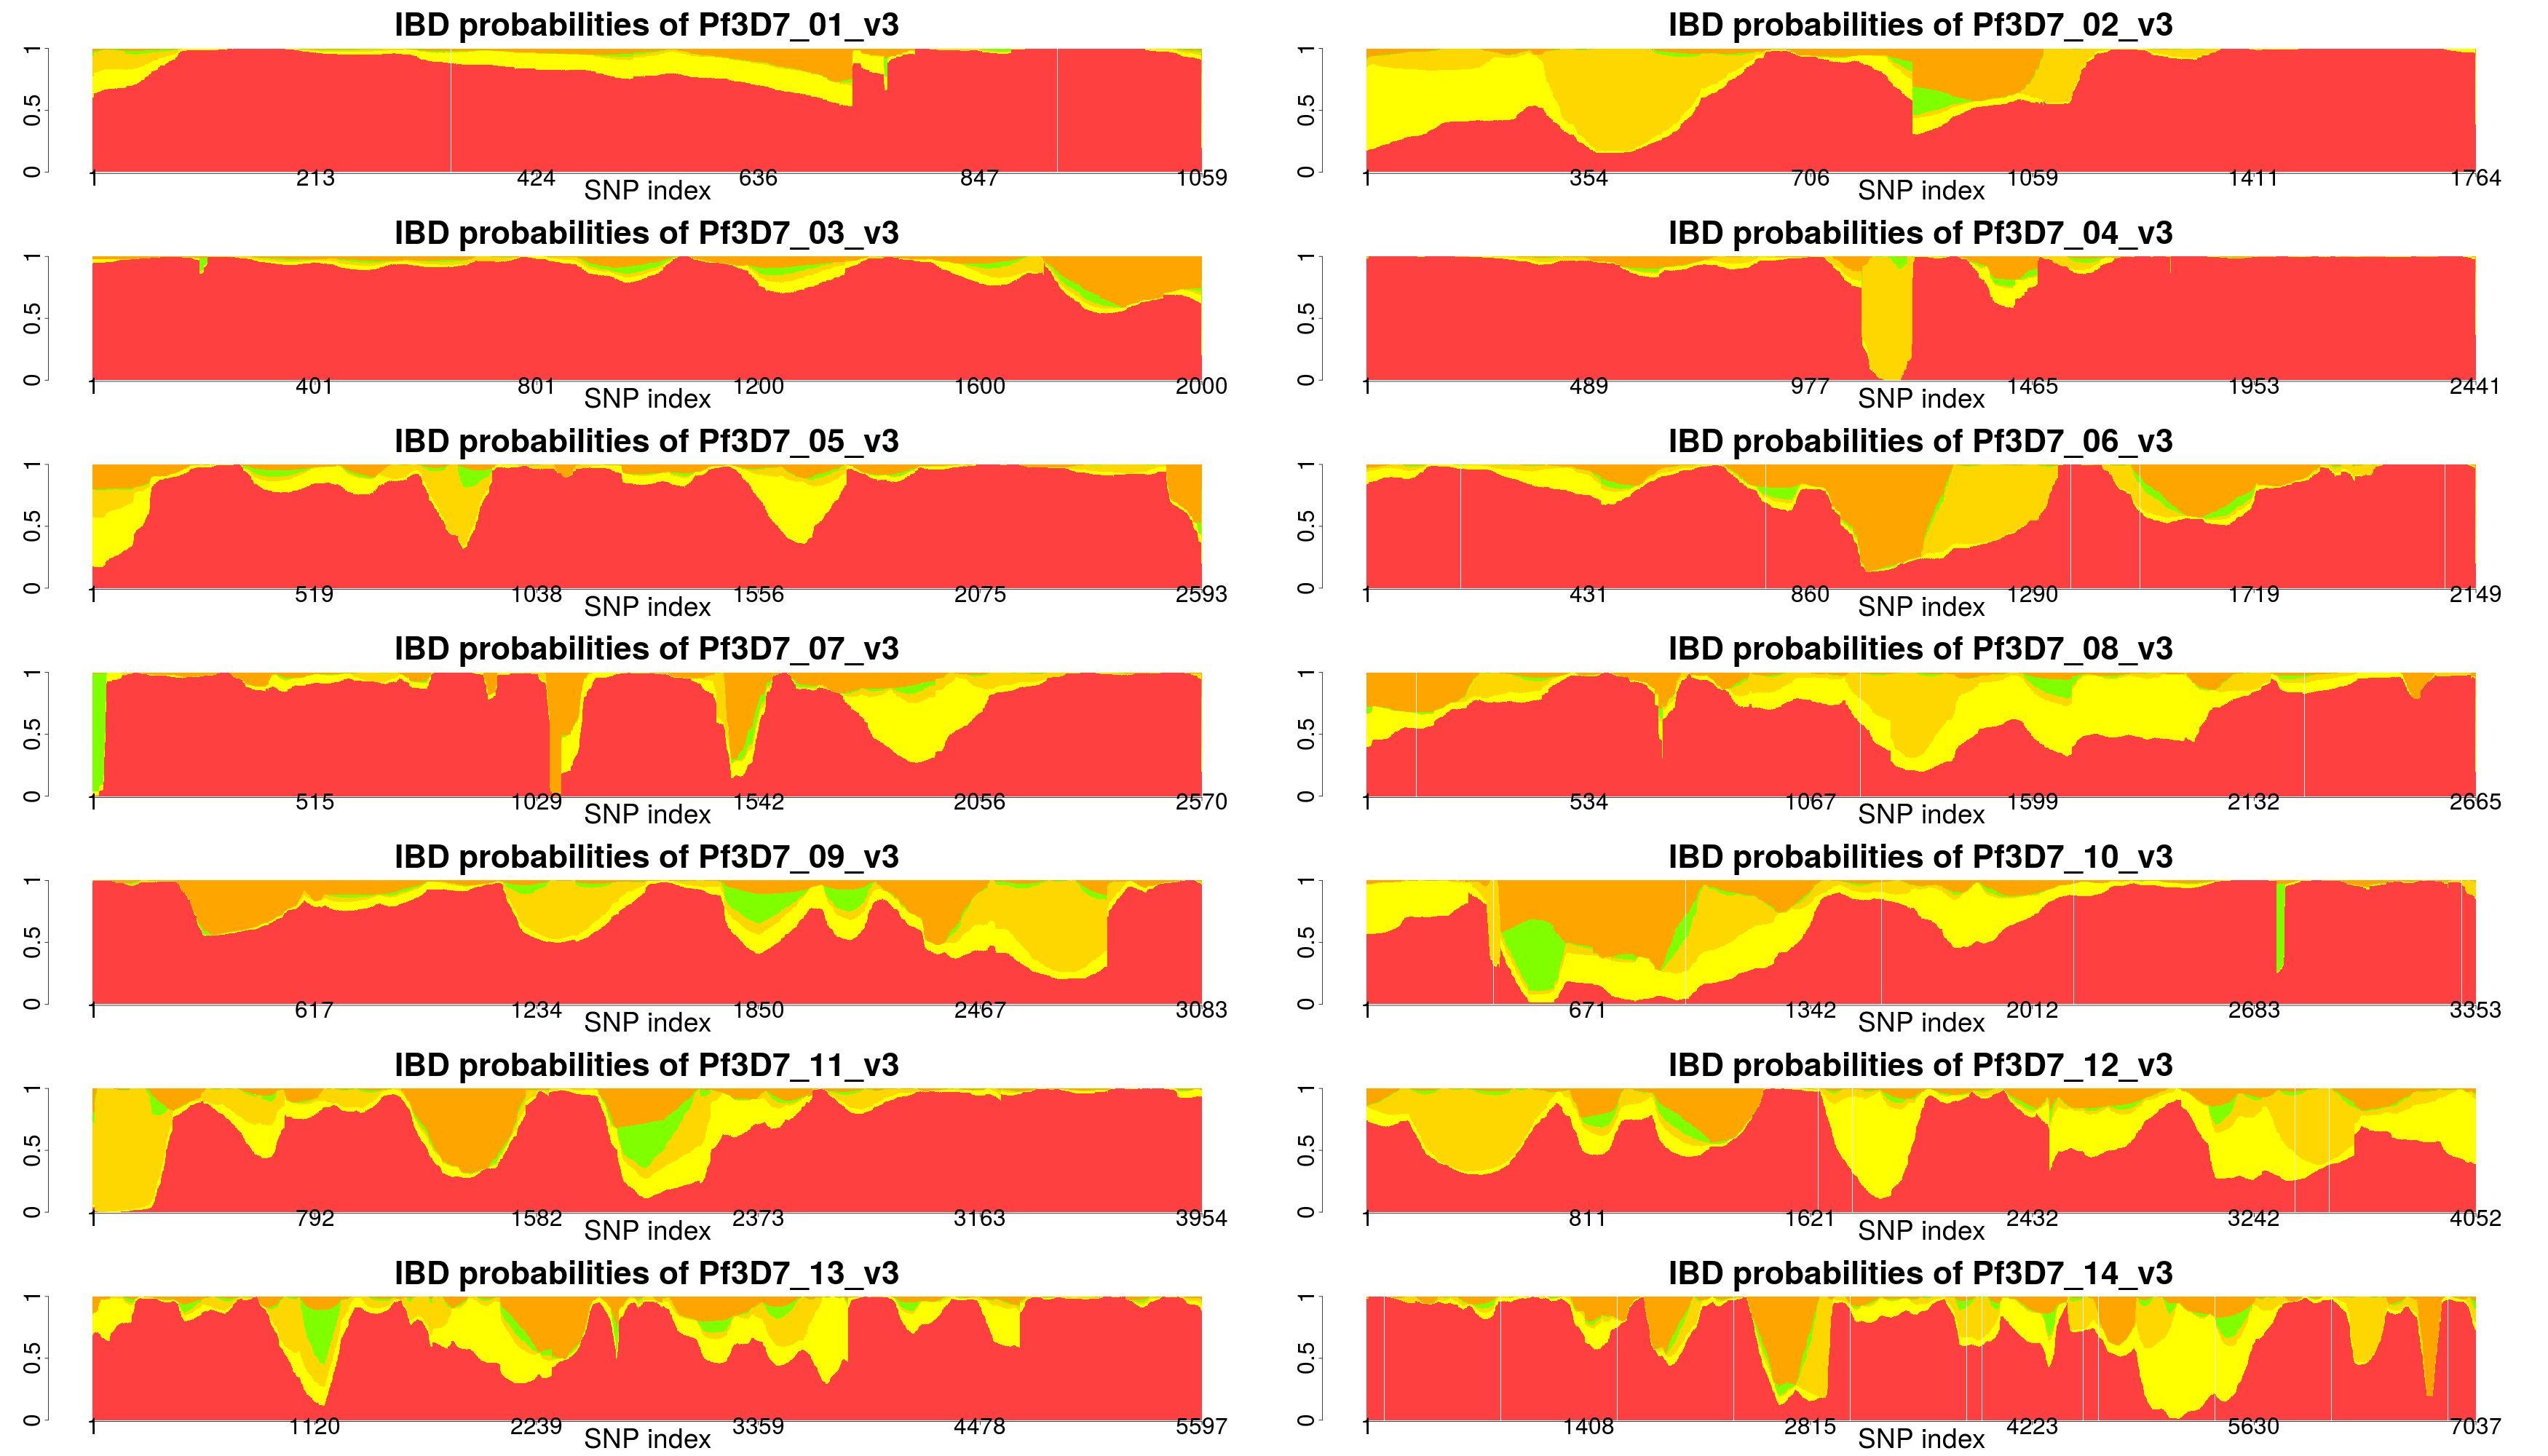 IBD probabilities of Pf3D7_01_v3
0 0.5 1
1 213 424 636 847 1059
SNP index
IBD probabilities of Pf3D7_02_v3
0 0.5 1
1 354 706 1059 1411 1764
SNP index
IBD probabilities of Pf3D7_03_v3
0 0.5 1
1 401 801 1200 1600 2000
SNP index
IBD probabilities of Pf3D7_04_v3
0 0.5 1
1 489 977 1465 1953 2441
SNP index
IBD probabilities of Pf3D7_05_v3
0 0.5 1
1 519 1038 1556 2075 2593
SNP index
IBD probabilities of Pf3D7_06_v3
0 0.5 1
1 431 860 1290 1719 2149
SNP index
IBD probabilities of Pf3D7_07_v3
0 0.5 1
1 515 1029 1542 2056 2570
SNP index
IBD probabilities of Pf3D7_08_v3
0 0.5 1
1 534 1067 1599 2132 2665
SNP index
IBD probabilities of Pf3D7_09_v3
0 0.5 1
1 617 1234 1850 2467 3083
SNP index
IBD probabilities of Pf3D7_10_v3
0 0.5 1
1 671 1342 2012 2683 3353
SNP index
IBD probabilities of Pf3D7_11_v3
0 0.5 1
1 792 1582 2373 3163 3954
SNP index
IBD probabilities of Pf3D7_12_v3
0 0.5 1
1 811 1621 2432 3242 4052
SNP index
IBD probabilities of Pf3D7_13_v3
0 0.5 1
1 1120 2239 3359 4478 5597
SNP index
IBD probabilities of Pf3D7_14_v3
0 0.5 1
1 1408 2815 4223 5630 7037
SNP index